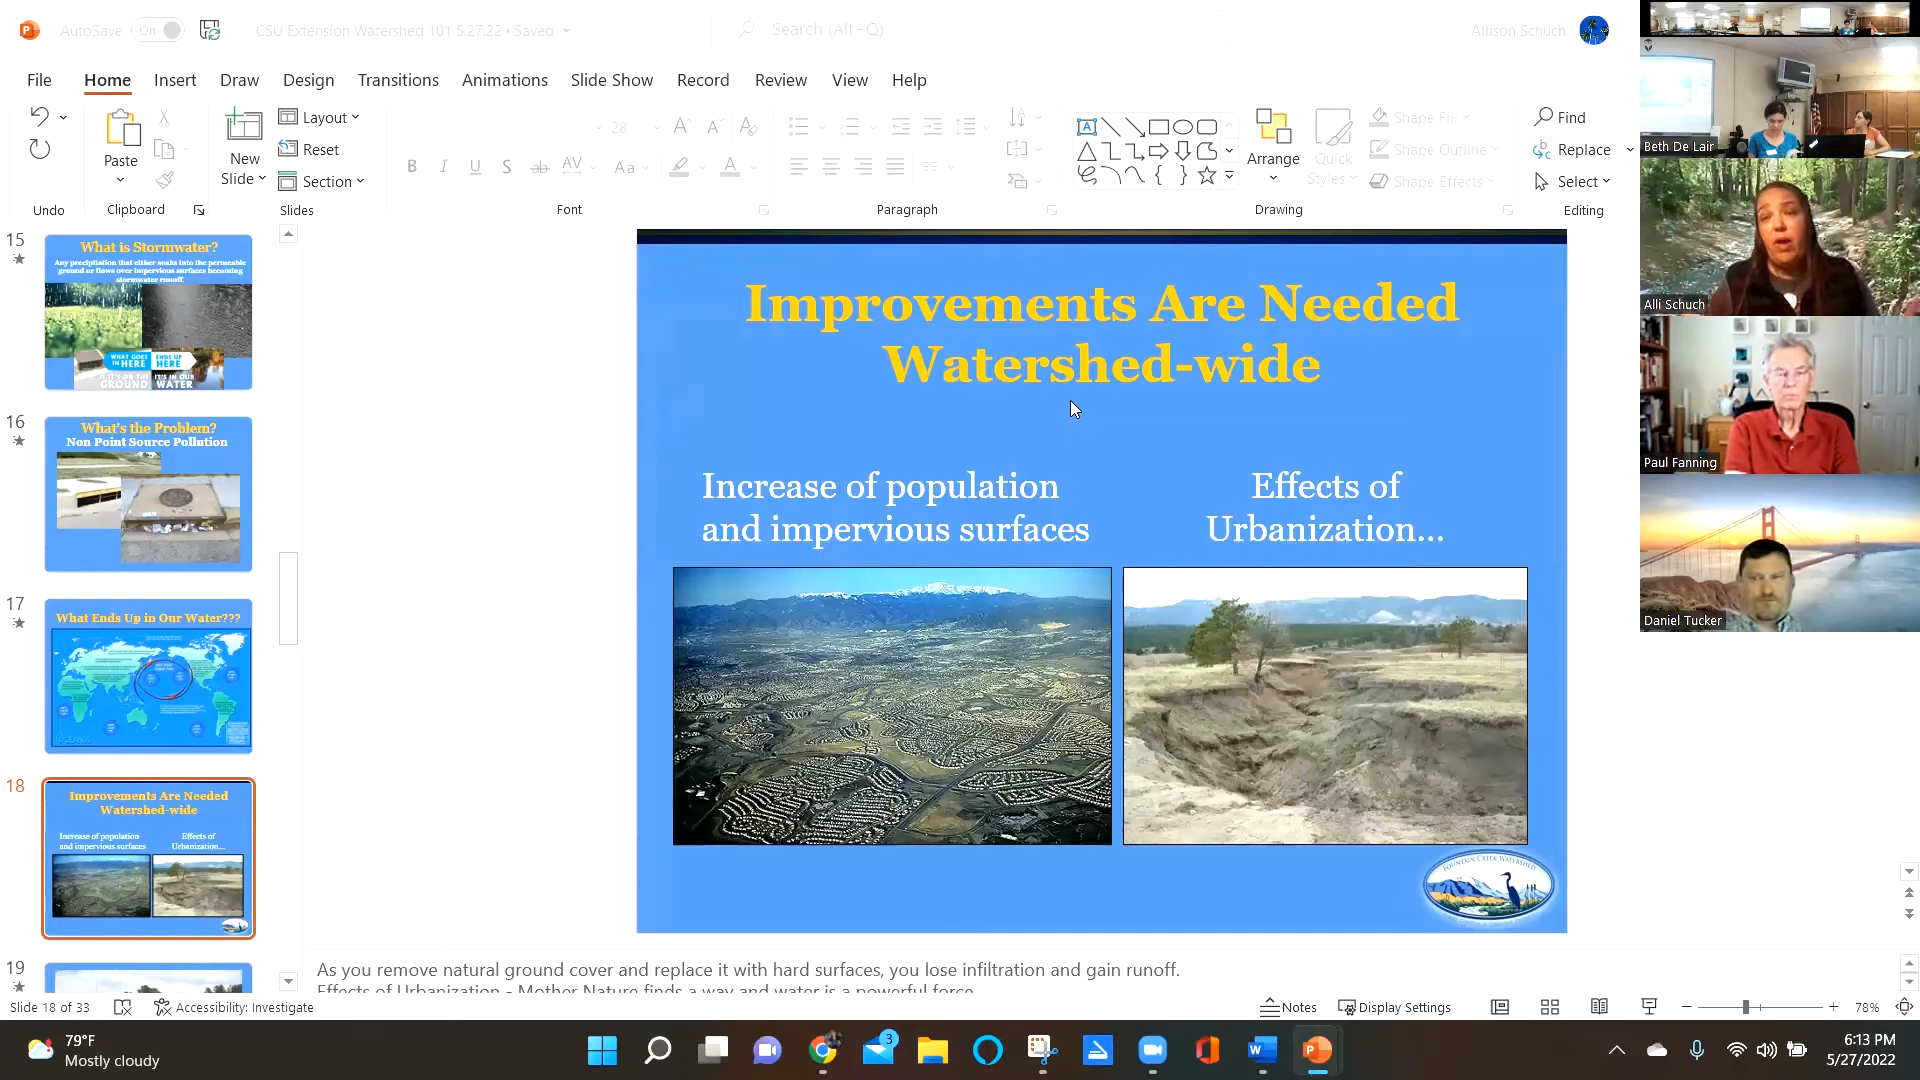 AutoSave
On
CSU Extension Watershed 101 5.27.22 • Saved
Search (Alt+Q)
Allison Schuch
File Home Insert Draw Design Transitions Animations Slide Show Record Review View Help
Paste
New
Slide
Layout
Reset
Section
28
Arrange
Quick
Styles
Shape Fill
Shape Outline
Shape Effects
Find
Replace
Select
Undo Clipboard Slides Font Paragraph Drawing Editing
15
What is Stormwater?
Any precipitation that either soaks into the permeable
ground or flows over impervious surfaces becoming
stormwater runoff.
WHAT GOES
IN HERE
ENDS UP
HERE
IF IT'S ON THE
GROUND
IT'S IN OUR
WATER
16
What's the Problem?
Non Point Source Pollution
17
What Ends Up in Our Water???
18
Improvements Are Needed
Watershed-wide
Increase of population
and impervious surfaces
Effects of
Urbanization...
19
Improvements Are Needed
Watershed-wide
Increase of population
and impervious surfaces
Effects of
Urbanization...
FOUNTAIN CREEK WATERSHED
As you remove natural ground cover and replace it with hard surfaces, you lose infiltration and gain runoff.
Effects of Urbanization - Mother Nature finds a way and water is a powerful force
Beth De Lair
Alli Schuch
Paul Fanning
Daniel Tucker
Slide 18 of 33
Accessibility: Investigate
Notes
Display Settings
78%
79°F
Mostly cloudy
3
6:13 PM
5/27/2022